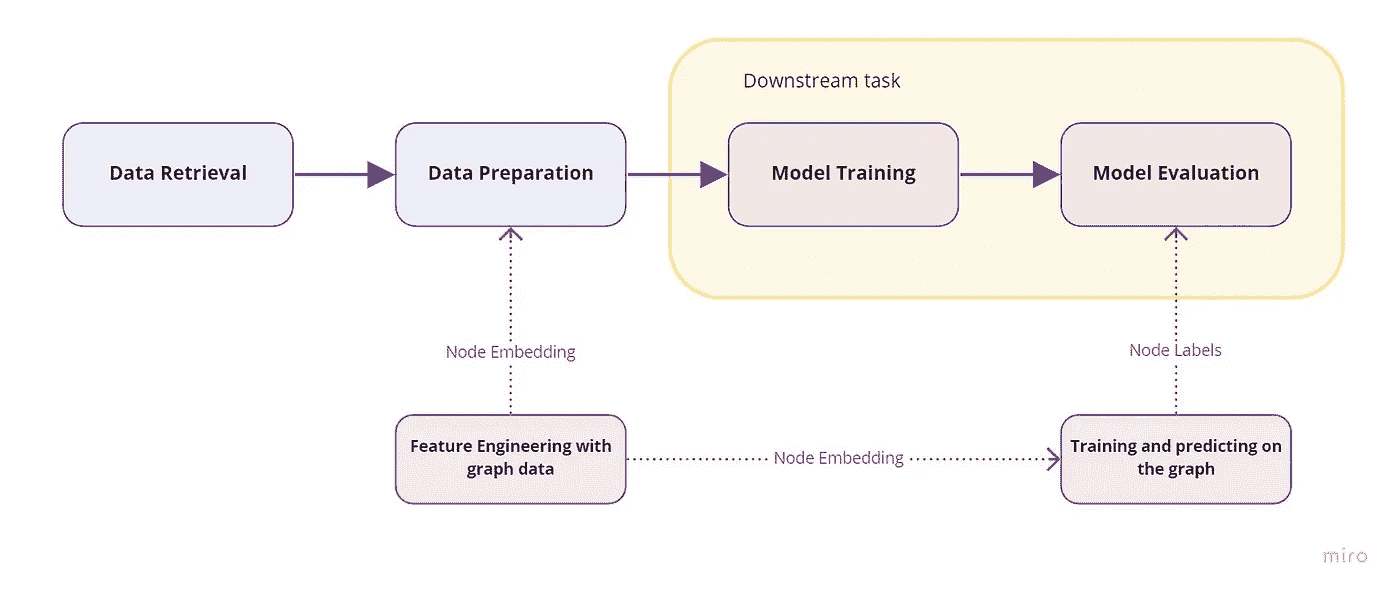 Downstream task
Data Retrieval
Data Preparation
Model Training
Model Evaluation
Node Embedding
Node Labels
Feature Engineering with
graph data
Node Embedding
Training and predicting on
the graph
miro